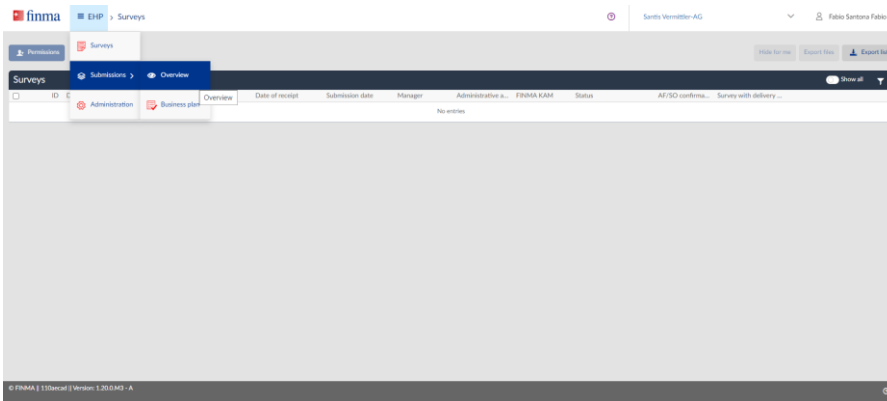 finma EHP > Surveys Santis Vermittler-AG Fabio Santona Fabio
Surveys
Permissions Hide for me Export files Export list
Submissions > Overview
Surveys Show all
ID Overview Date of receipt Submission date Manager Administrative a... FINMA KAM Status AF/SO confirma... Survey with delivery ...
Administration Business plan
No entries
© FINMA || 110arcad || Version: 1.20.0.M3 - A